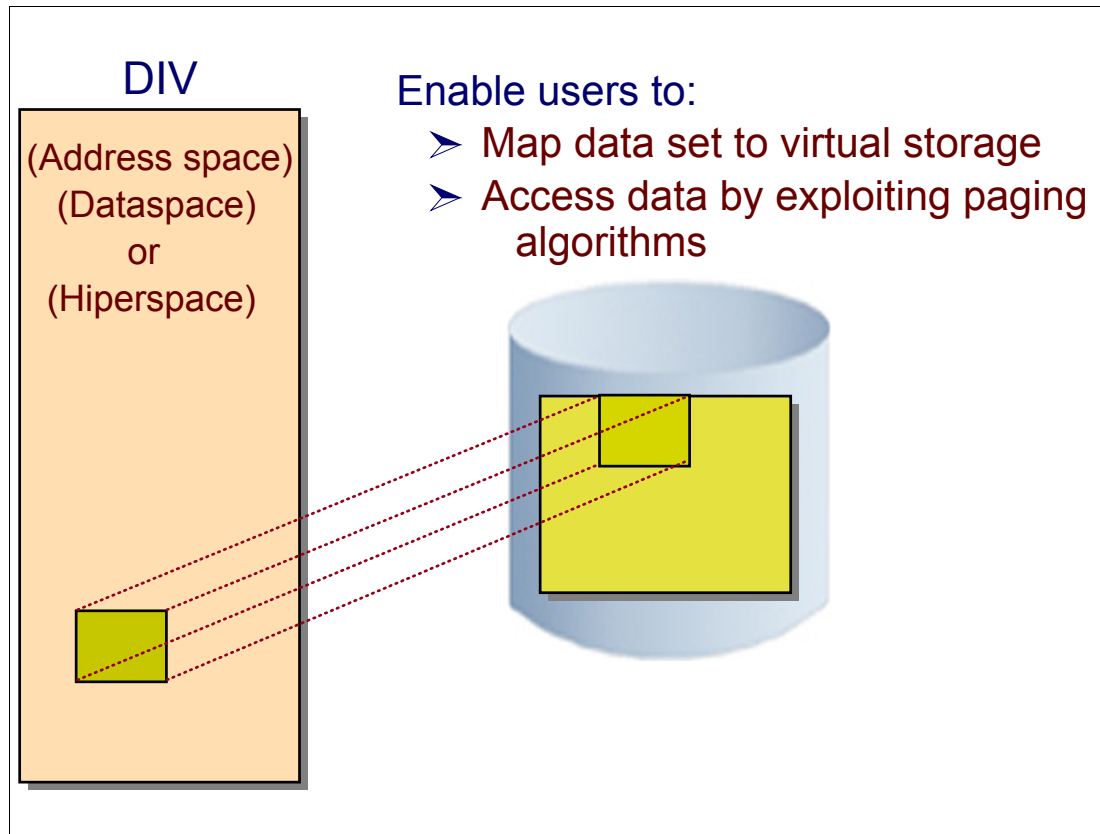 DIV
(Address space)
(Dataspace)
or
(Hiperspace)
Enable users to:
➢ Map data set to virtual storage
➢ Access data by exploiting paging
algorithms